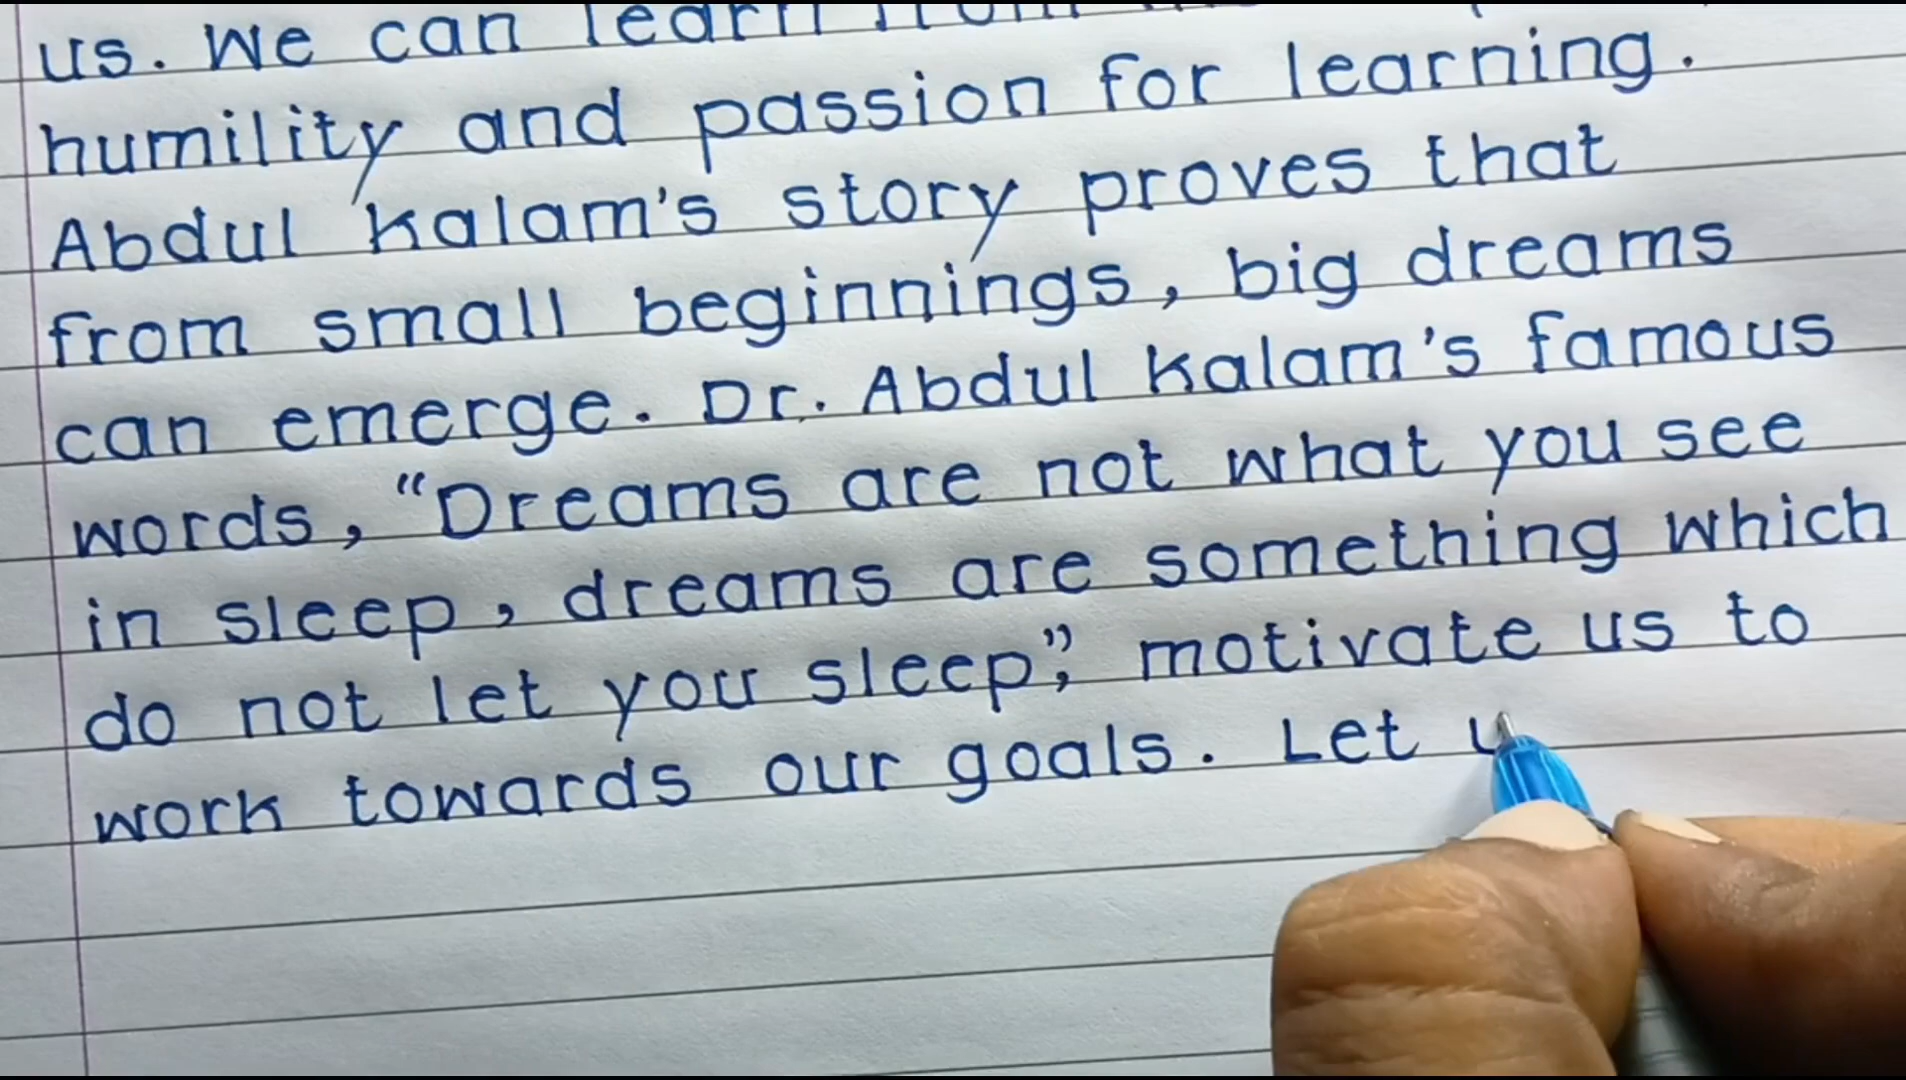 us. We can learn from
humility and passion for learning.
Abdul Kalam's story proves that
from small beginnings, big dreams
can emerge. Dr. Abdul Kalam's famous
words, “Dreams are not what you see
in sleep, dreams are something which
do not let you sleep”, motivate us to
work towards our goals. Let u